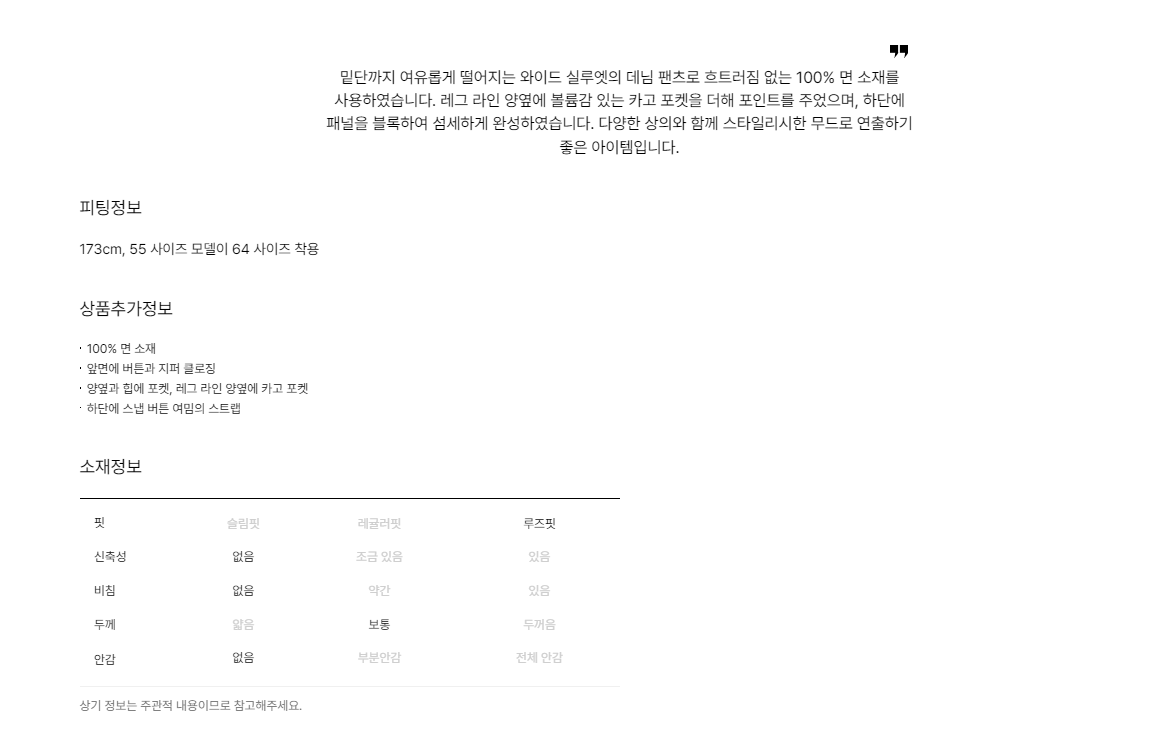 ❞
밑단까지 여유롭게 떨어지는 와이드 실루엣의 데님 팬츠로 흐트러짐 없는 100% 면 소재를
사용하였습니다. 레그 라인 양옆에 볼륨감 있는 카고 포켓을 더해 포인트를 주었으며, 하단에
패널을 블록하여 섬세하게 완성하였습니다. 다양한 상의와 함께 스타일리시한 무드로 연출하기
좋은 아이템입니다.
피팅정보
173cm, 55 사이즈 모델이 64 사이즈 착용
상품추가정보
· 100% 면 소재
· 앞면에 버튼과 지퍼 클로징
· 양옆과 힙에 포켓, 레그 라인 양옆에 카고 포켓
· 하단에 스냅 버튼 여밈의 스트랩
소재정보
핏 슬림핏 레귤러핏 루즈핏
신축성 없음 조금 있음 있음
비침 없음 약간 있음
두께 얇음 보통 두꺼움
안감 없음 부분안감 전체 안감
상기 정보는 주관적 내용이므로 참고해주세요.